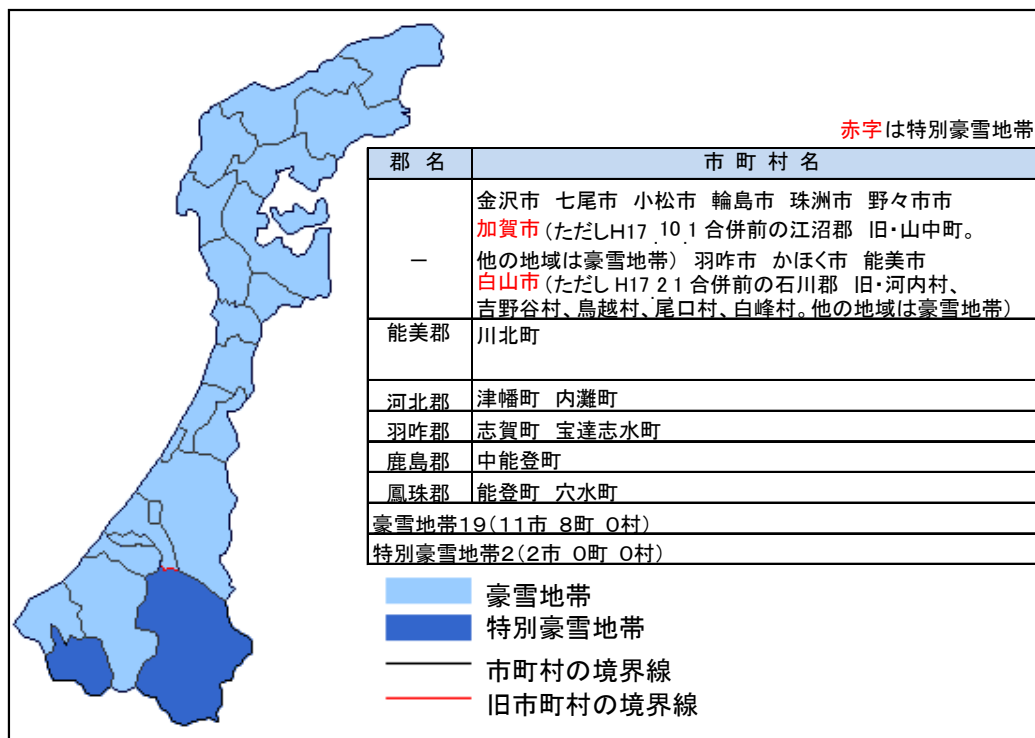 赤字は特別豪雪地帯
郡 名 市 町 村 名
－ 金沢市 七尾市 小松市 輪島市 珠洲市 野々市市
加賀市 (ただしH17.10.1合併前の江沼郡 旧・山中町。
他の地域は豪雪地帯) 羽咋市 かほく市 能美市
白山市 (ただしH17.2.1合併前の石川郡 旧・河内村、
吉野谷村、鳥越村、尾口村、白峰村。他の地域は豪雪地帯)
能美郡 川北町
河北郡 津幡町 内灘町
羽咋郡 志賀町 宝達志水町
鹿島郡 中能登町
鳳珠郡 能登町 穴水町
豪雪地帯19(11市 8町 0村)
特別豪雪地帯2(2市 0町 0村)
豪雪地帯
特別豪雪地帯
市町村の境界線
旧市町村の境界線